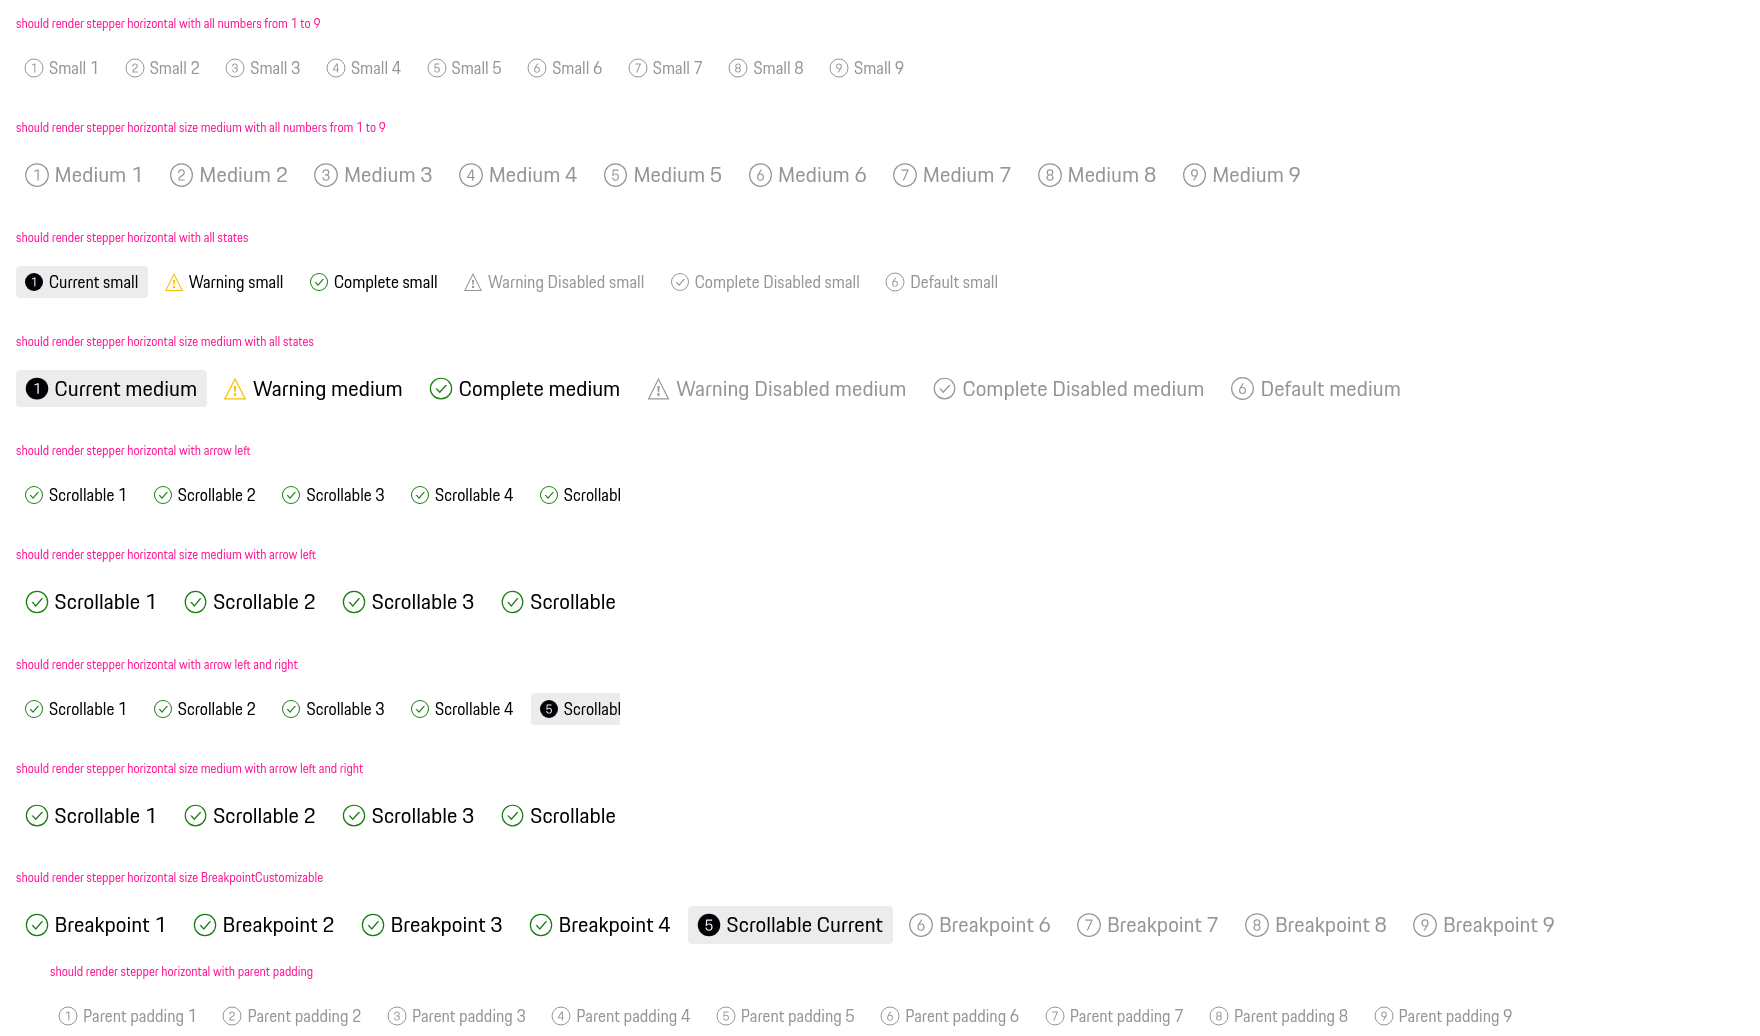 should render stepper horizontal with all numbers from 1 to 9
1 Small 1 2 Small 2 3 Small 3 4 Small 4 5 Small 5 6 Small 6 7 Small 7 8 Small 8 9 Small 9
should render stepper horizontal size medium with all numbers from 1 to 9
1 Medium 1 2 Medium 2 3 Medium 3 4 Medium 4 5 Medium 5 6 Medium 6 7 Medium 7 8 Medium 8 9 Medium 9
should render stepper horizontal with all states
1 Current small Warning small Complete small Warning Disabled small Complete Disabled small 6 Default small
should render stepper horizontal size medium with all states
1 Current medium Warning medium Complete medium Warning Disabled medium Complete Disabled medium 6 Default medium
should render stepper horizontal with arrow left
Scrollable 1 Scrollable 2 Scrollable 3 Scrollable 4 Scrollabl
should render stepper horizontal size medium with arrow left
Scrollable 1 Scrollable 2 Scrollable 3 Scrollable
should render stepper horizontal with arrow left and right
Scrollable 1 Scrollable 2 Scrollable 3 Scrollable 4 5 Scrollabl
should render stepper horizontal size medium with arrow left and right
Scrollable 1 Scrollable 2 Scrollable 3 Scrollable
should render stepper horizontal size BreakpointCustomizable
Breakpoint 1 Breakpoint 2 Breakpoint 3 Breakpoint 4 5 Scrollable Current 6 Breakpoint 6 7 Breakpoint 7 8 Breakpoint 8 9 Breakpoint 9
should render stepper horizontal with parent padding
1 Parent padding 1 2 Parent padding 2 3 Parent padding 3 4 Parent padding 4 5 Parent padding 5 6 Parent padding 6 7 Parent padding 7 8 Parent padding 8 9 Parent padding 9